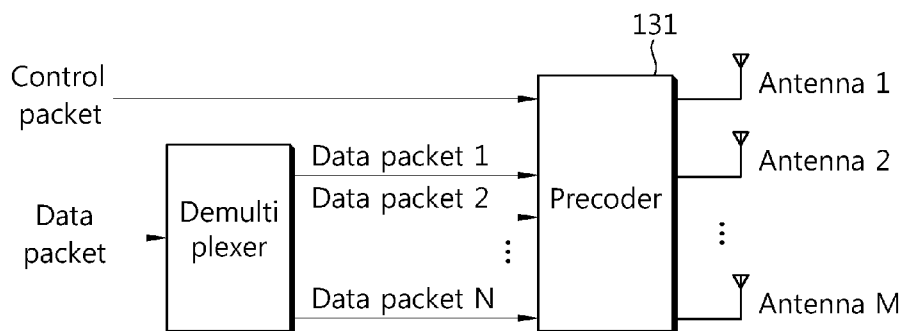 131
Control
packet
Antenna 1
Data packet 1
Antenna 2
Data packet 2
Data
packet
Demulti
plexer
Precoder
Data packet N
Antenna M